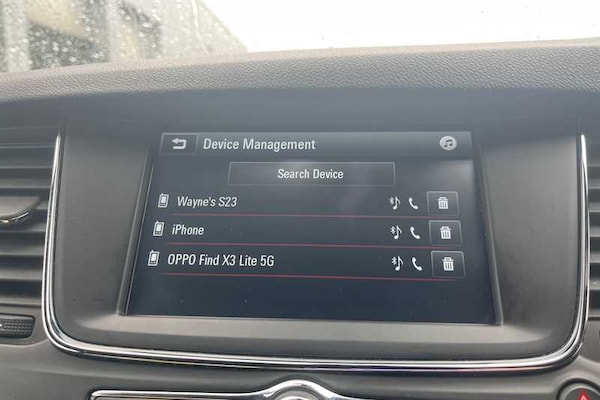 Device Management
Search Device
Wayne's S23
iPhone
OPPO Find X3 Lite 5G